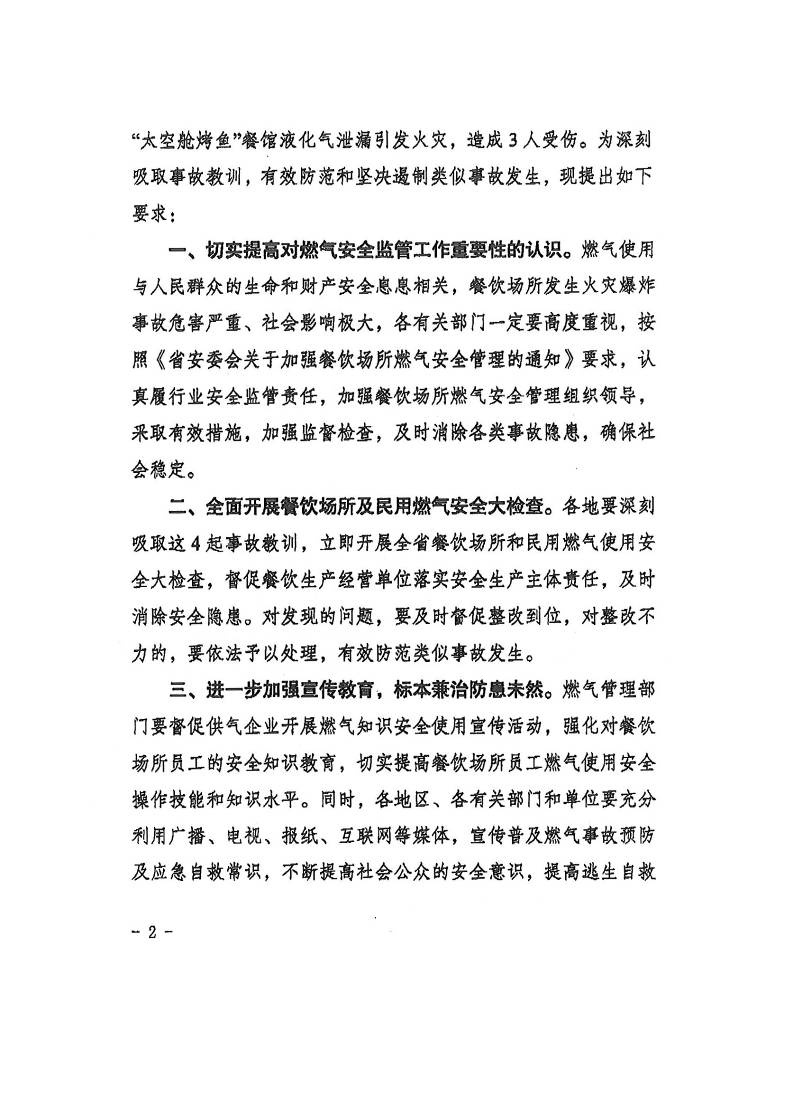 “太空舱烤鱼”餐馆液化气泄漏引发火灾，造成3人受伤。为深刻
吸取事故教训，有效防范和坚决遏制类似事故发生，现提出如下
要求：
一、切实提高对燃气安全监管工作重要性的认识。燃气使用
与人民群众的生命和财产安全息息相关，餐饮场所发生火灾爆炸
事故危害严重、社会影响极大，各有关部门一定要高度重视，按
照《省安委会关于加强餐饮场所燃气安全管理的通知》要求，认
真履行业安全监管责任，加强餐饮场所燃气安全管理组织领导，
采取有效措施，加强监督检查，及时消除各类事故隐患，确保社
会稳定。
二、全面开展餐饮场所及民用燃气安全大检查。各地要深刻
吸取这4起事故教训，立即开展全省餐饮场所和民用燃气使用安
全大检查，督促餐饮生产经营单位落实安全生产主体责任，及时
消除安全隐患。对发现的问题，要及时督促整改到位，对整改不
力的，要依法予以处理，有效防范类似事故发生。
三、进一步加强宣传教育，标本兼治防患未然。燃气管理部
门要督促供气企业开展燃气知识安全使用宣传活动，强化对餐饮
场所员工的安全知识教育，切实提高餐饮场所员工燃气使用安全
操作技能和知识水平。同时，各地区、各有关部门和单位要充分
利用广播、电视、报纸、互联网等媒体，宣传普及燃气事故预防
及应急自救常识，不断提高社会公众的安全意识，提高逃生自救
- 2 -